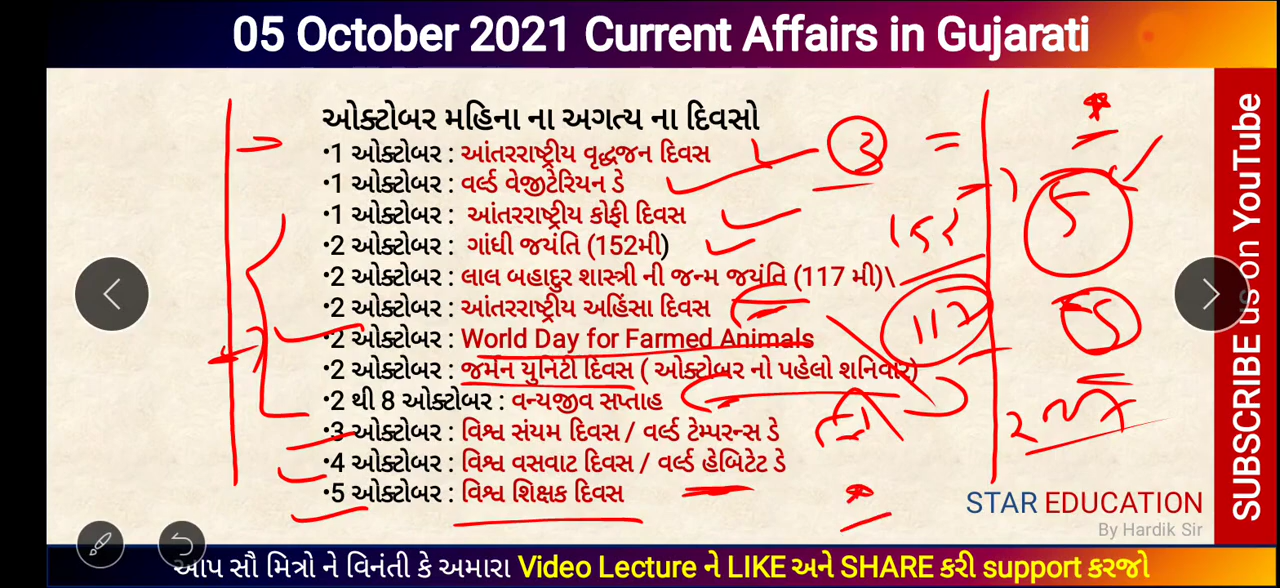 05 October 2021 Current Affairs in Gujarati
ઓક્ટોબર મહિના ના અગત્ય ના દિવસો
•1 ઓક્ટોબર : આંતરરાષ્ટ્રીય વૃદ્ધજન દિવસ
3
•1 ઓક્ટોબર : વર્લ્ડ વેજીટેરિયન ડે
•1 ઓક્ટોબર : આંતરરાષ્ટ્રીય કોફી દિવસ
5
•2 ઓક્ટોબર : ગાંધી જયંતિ (152મી)
152
•2 ઓક્ટોબર : લાલ બહાદુર શાસ્ત્રી ની જન્મ જયંતિ (117 મી)\
•2 ઓક્ટોબર : આંતરરાષ્ટ્રીય અહિંસા દિવસ
117
5
•2 ઓક્ટોબર : World Day for Farmed Animals
•2 ઓક્ટોબર : જર્મન યુનિટી દિવસ ( ઓક્ટોબર નો પહેલો શનિવાર)
•2 થી 8 ઓક્ટોબર : વન્યજીવ સપ્તાહ
•3 ઓક્ટોબર : વિશ્વ સંયમ દિવસ / વર્લ્ડ ટેમ્પરન્સ ડે
•4 ઓક્ટોબર : વિશ્વ વસવાટ દિવસ / વર્લ્ડ હેબિટેટ ડે
•5 ઓક્ટોબર : વિશ્વ શિક્ષક દિવસ
STAR EDUCATION
By Hardik Sir
SUBSCRIBE us on YouTube
આપ સૌ મિત્રો ને વિનંતી કે અમારા Video Lecture ને LIKE અને SHARE કરી support કરજો